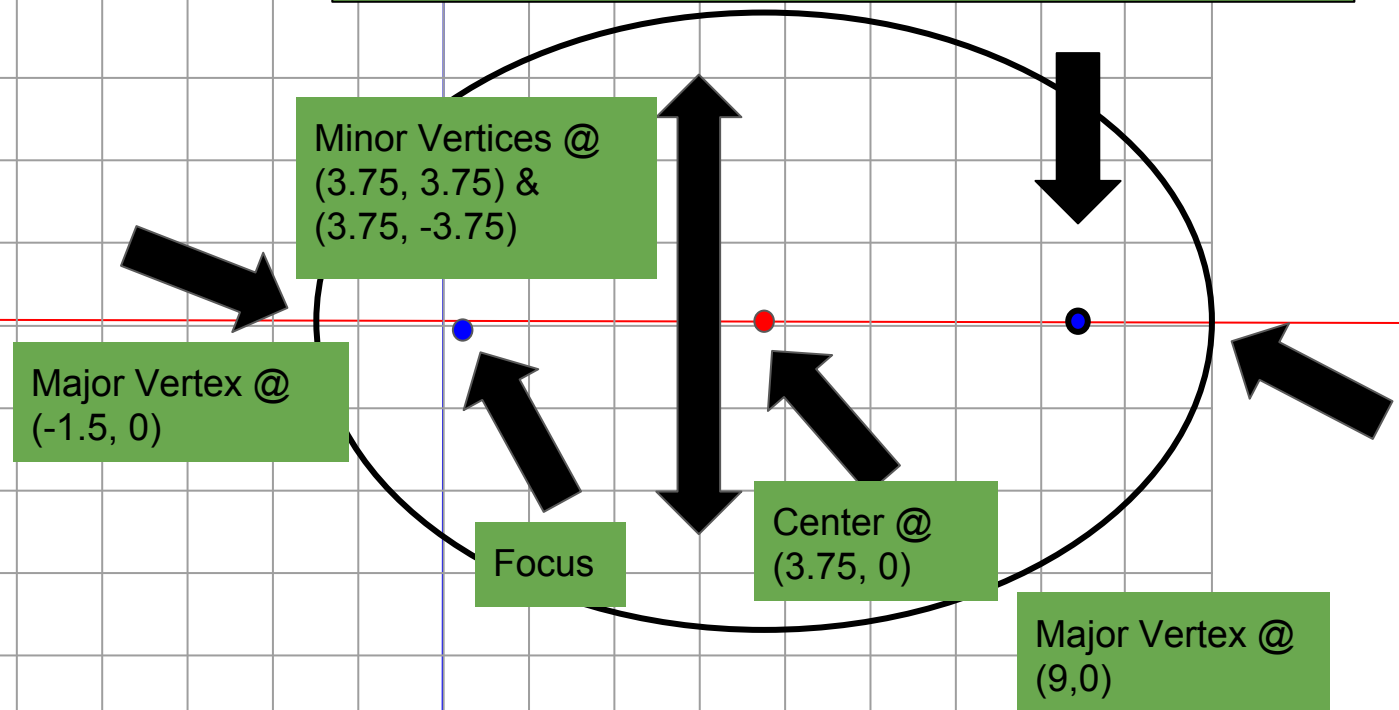 Minor Vertices @
(3.75, 3.75) &
(3.75, -3.75)
Major Vertex @
(-1.5, 0)
Focus
Center @
(3.75, 0)
Major Vertex @
(9,0)